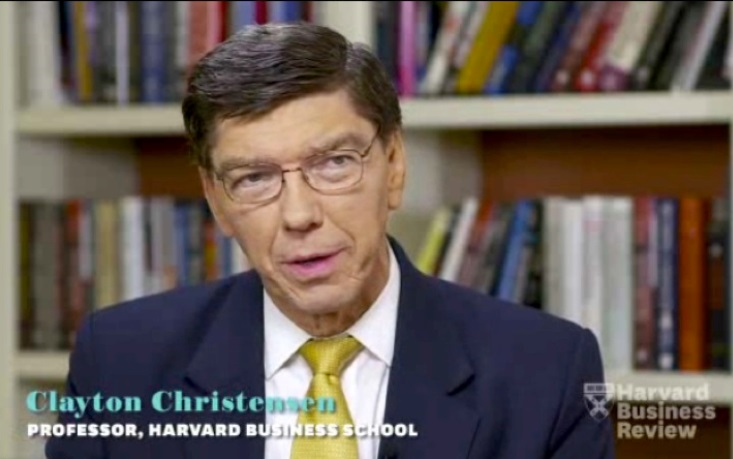 Clayton Christensen
PROFESSOR, HARVARD BUSINESS SCHOOL
Harvard
Business
Review